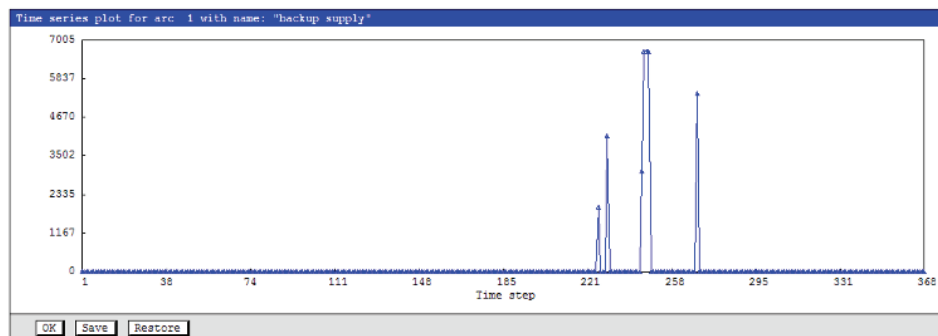 Time series plot for arc 1 with name: "backup supply"
7005
5837
4670
3502
2335
1167
0
1 38 74 111 148 185 221 258 295 331 368
Time step
OK Save Restore